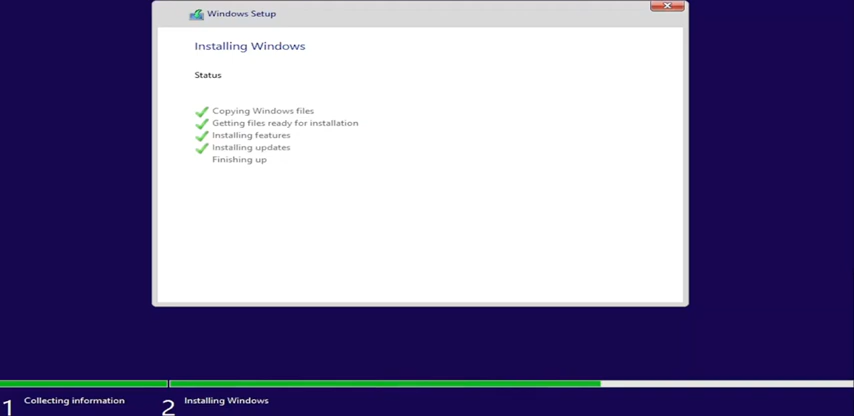 Windows Setup
Installing Windows
Status
Copying Windows files
Getting files ready for installation
Installing features
Installing updates
Finishing up
1 Collecting information
2 Installing Windows